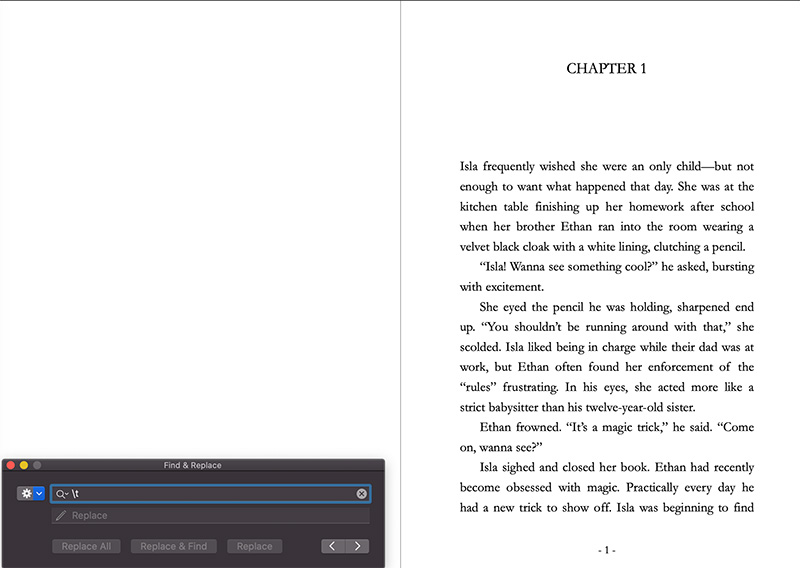 CHAPTER 1
Isla frequently wished she were an only child—but not
enough to want what happened that day. She was at the
kitchen table finishing up her homework after school
when her brother Ethan ran into the room wearing a
velvet black cloak with a white lining, clutching a pencil.
“Isla! Wanna see something cool?” he asked, bursting
with excitement.
She eyed the pencil he was holding, sharpened end
up. “You shouldn’t be running around with that,” she
scolded. Isla liked being in charge while their dad was at
work, but Ethan often found her enforcement of the
“rules” frustrating. In his eyes, she acted more like a
strict babysitter than his twelve-year-old sister.
Ethan frowned. “It’s a magic trick,” he said. “Come
on, wanna see?”
Isla sighed and closed her book. Ethan had recently
become obsessed with magic. Practically every day he
had a new trick to show off. Isla was beginning to find
- 1 -
Find & Replace
\t
Replace
Replace All
Replace & Find
Replace